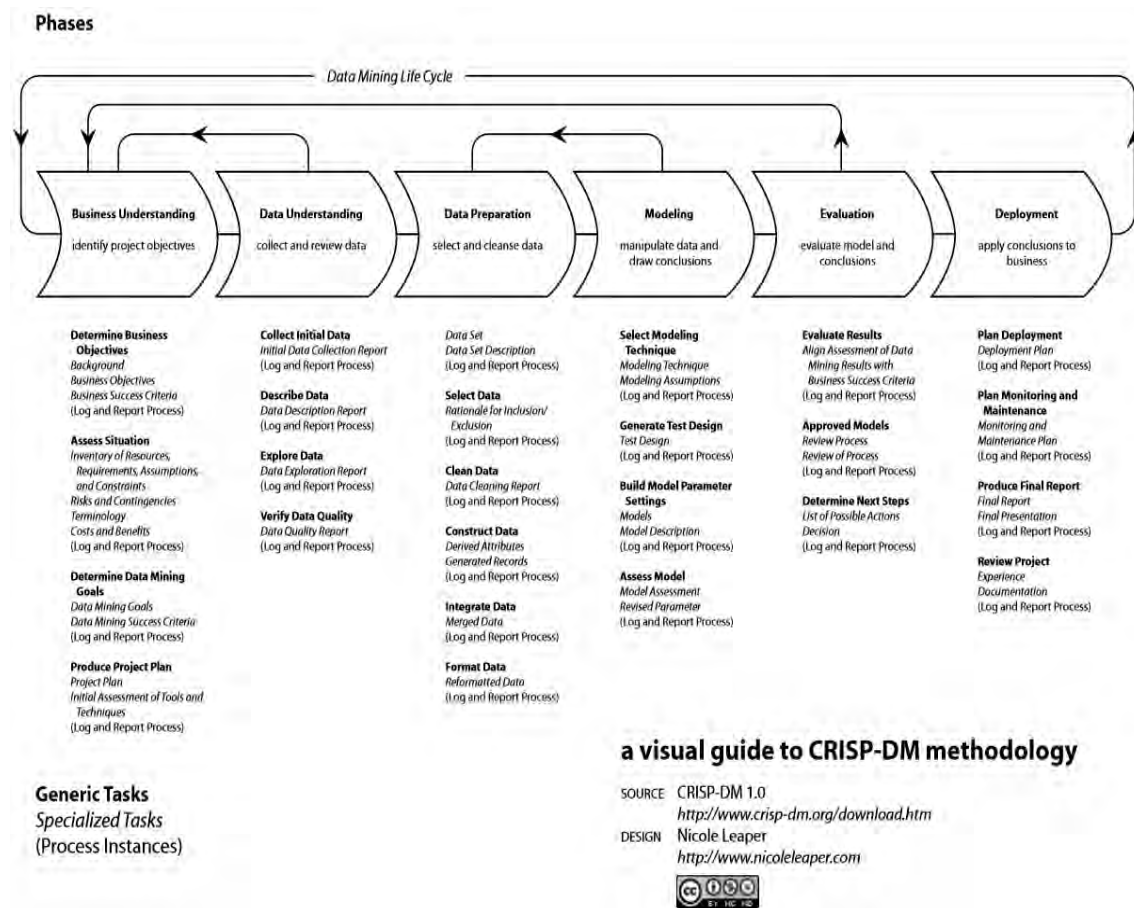 Phases
Data Mining Life Cycle
Business Understanding
identify project objectives
Data Understanding
collect and review data
Data Preparation
select and cleanse data
Modeling
manipulate data and
draw conclusions
Evaluation
evaluate model and
conclusions
Deployment
apply conclusions to
business
Determine Business
Objectives
Background
Business Objectives
Business Success Criteria
(Log and Report Process)
Assess Situation
Inventory of Resources,
Requirements, Assumptions,
and Constraints
Risks and Contingencies
Terminology
Costs and Benefits
(Log and Report Process)
Determine Data Mining
Goals
Data Mining Goals
Data Mining Success Criteria
(Log and Report Process)
Produce Project Plan
Project Plan
Initial Assessment of Tools and
Techniques
(Log and Report Process)
Collect Initial Data
Initial Data Collection Report
(Log and Report Process)
Describe Data
Data Description Report
(Log and Report Process)
Explore Data
Data Exploration Report
(Log and Report Process)
Verify Data Quality
Data Quality Report
(Log and Report Process)
Data Set
Data Set Description
(Log and Report Process)
Select Data
Rationale for Inclusion/
Exclusion
(Log and Report Process)
Clean Data
Data Cleaning Report
(Log and Report Process)
Construct Data
Derived Attributes
Generated Records
(Log and Report Process)
Integrate Data
Merged Data
(Log and Report Process)
Format Data
Reformatted Data
(Log and Report Process)
Select Modeling
Technique
Modeling Technique
Modeling Assumptions
(Log and Report Process)
Generate Test Design
Test Design
(Log and Report Process)
Build Model Parameter
Settings
Models
Model Description
(Log and Report Process)
Assess Model
Model Assessment
Revised Parameter
(Log and Report Process)
Evaluate Results
Align Assessment of Data
Mining Results with
Business Success Criteria
(Log and Report Process)
Approved Models
Review Process
Review of Process
(Log and Report Process)
Determine Next Steps
List of Possible Actions
Decision
(Log and Report Process)
Plan Deployment
Deployment Plan
(Log and Report Process)
Plan Monitoring and
Maintenance
Monitoring and
Maintenance Plan
(Log and Report Process)
Produce Final Report
Final Report
Final Presentation
(Log and Report Process)
Review Project
Experience
Documentation
(Log and Report Process)
Generic Tasks
Specialized Tasks
(Process Instances)
a visual guide to CRISP-DM methodology
SOURCE CRISP-DM 1.0
http://www.crisp-dm.org/download.htm
DESIGN Nicole Leaper
http://www.nicoleleaper.com
cc
BY NC ND